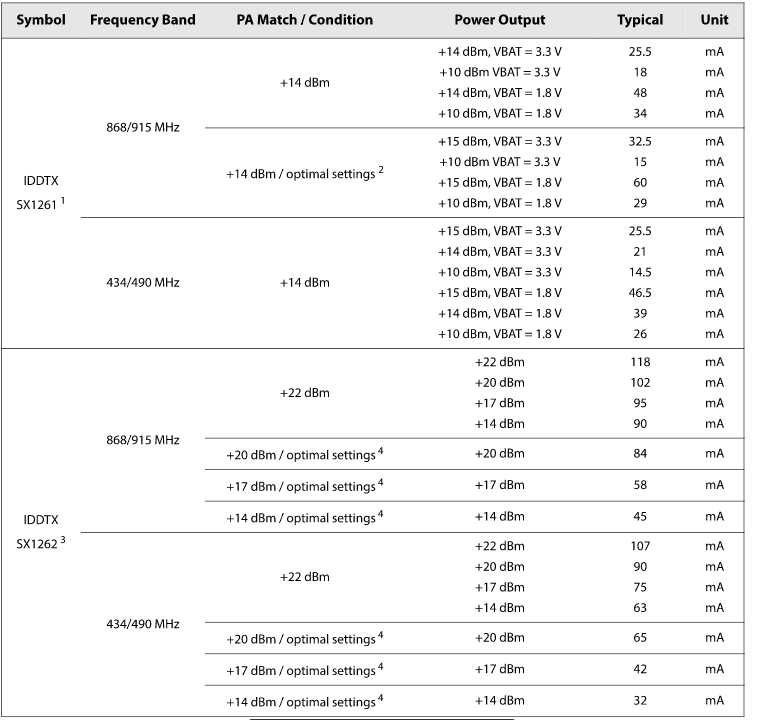 Symbol Frequency Band PA Match / Condition Power Output Typical Unit
IDDTX
SX1261 1
868/915 MHz
+14 dBm
+14 dBm, VBAT = 3.3 V 25.5 mA
+10 dBm VBAT = 3.3 V 18 mA
+14 dBm, VBAT = 1.8 V 48 mA
+10 dBm, VBAT = 1.8 V 34 mA
+14 dBm / optimal settings 2
+15 dBm, VBAT = 3.3 V 32.5 mA
+10 dBm VBAT = 3.3 V 15 mA
+15 dBm, VBAT = 1.8 V 60 mA
+10 dBm, VBAT = 1.8 V 29 mA
434/490 MHz
+14 dBm
+15 dBm, VBAT = 3.3 V 25.5 mA
+14 dBm, VBAT = 3.3 V 21 mA
+10 dBm, VBAT = 3.3 V 14.5 mA
+15 dBm, VBAT = 1.8 V 46.5 mA
+14 dBm, VBAT = 1.8 V 39 mA
+10 dBm, VBAT = 1.8 V 26 mA
IDDTX
SX1262 3
868/915 MHz
+22 dBm
+22 dBm 118 mA
+20 dBm 102 mA
+17 dBm 95 mA
+14 dBm 90 mA
+20 dBm / optimal settings 4 +20 dBm 84 mA
+17 dBm / optimal settings 4 +17 dBm 58 mA
+14 dBm / optimal settings 4 +14 dBm 45 mA
434/490 MHz
+22 dBm
+22 dBm 107 mA
+20 dBm 90 mA
+17 dBm 75 mA
+14 dBm 63 mA
+20 dBm / optimal settings 4 +20 dBm 65 mA
+17 dBm / optimal settings 4 +17 dBm 42 mA
+14 dBm / optimal settings 4 +14 dBm 32 mA